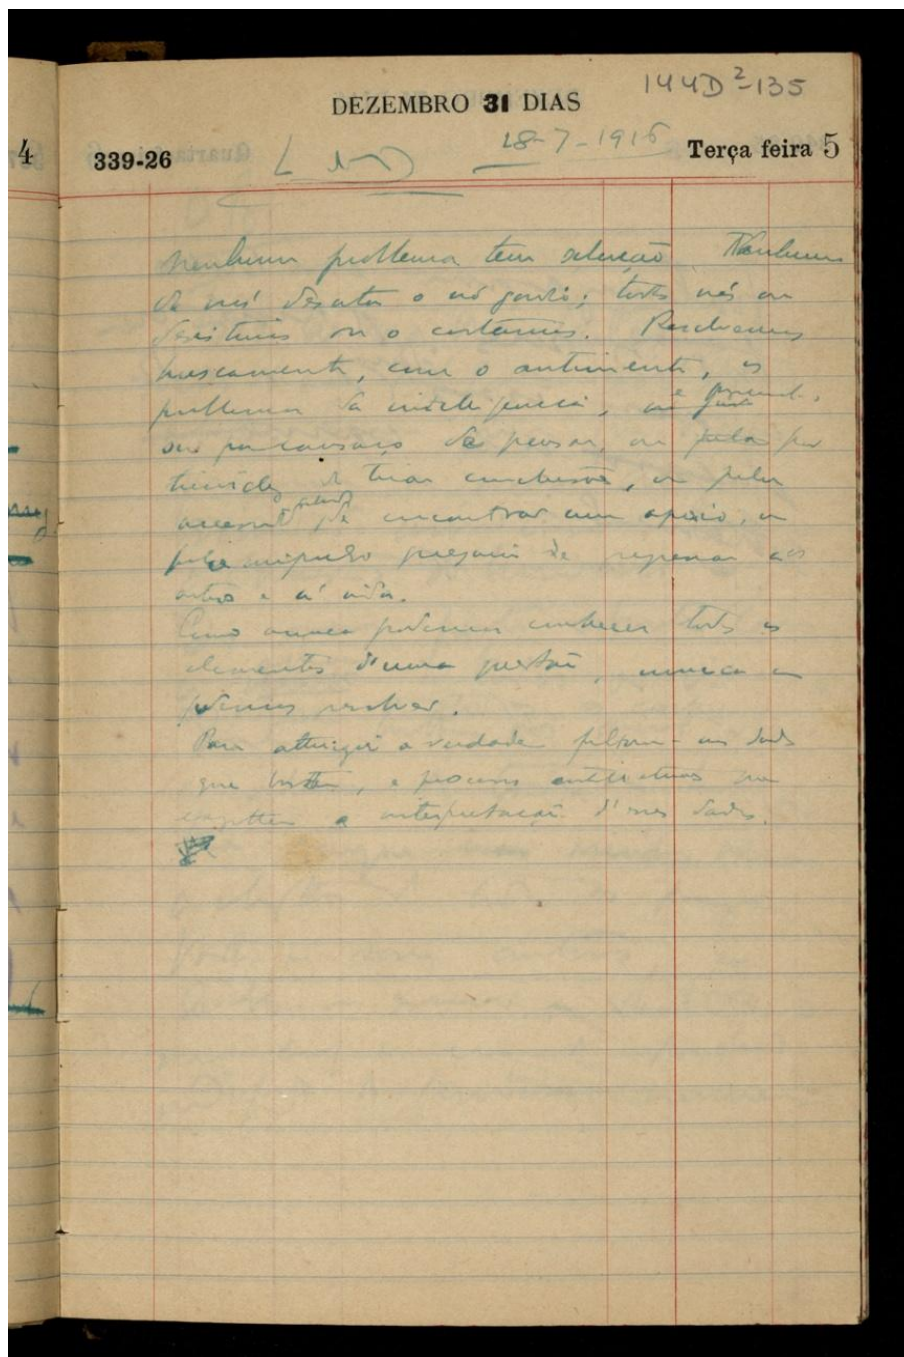 144D²-135
DEZEMBRO 31 DIAS
4
339-26
L. do D.
18-7-1916
Terça feira 5
Nenhum problema tem solução. Nenhum
de nós desata o nó gordio; todos nós ou
desistimos ou o cortamos. Resolvemos
bruscamente, com o sentimento, os
problemas da intelligencia, e
ou por cansaço de pensar, ou por
timidez de tirar conclusões, ou pela
absurda de encontrar um apoio, ou
pelo impulso gregario de regressar aos
outros e á vida.
Como nunca podemos conhecer todos os
elementos d'uma questão, nunca a
podemos resolver.
Para attingir a verdade faltam-nos dados
que bastem, e processos intellectuaes que
exgottem a interpretação d'esses dados.